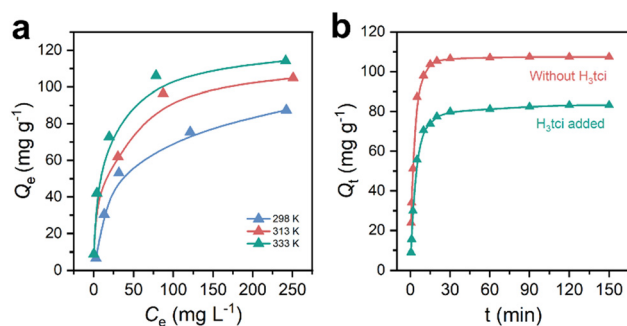 a
120
100
80
60
40
20
0
Qe (mg g⁻¹)
0 50 100 150 200 250
Ce (mg L⁻¹)
298 K
313 K
333 K
b
120
100
80
60
40
20
0
Qt (mg g⁻¹)
Without H₃tci
H₃tci added
0 30 60 90 120 150
t (min)